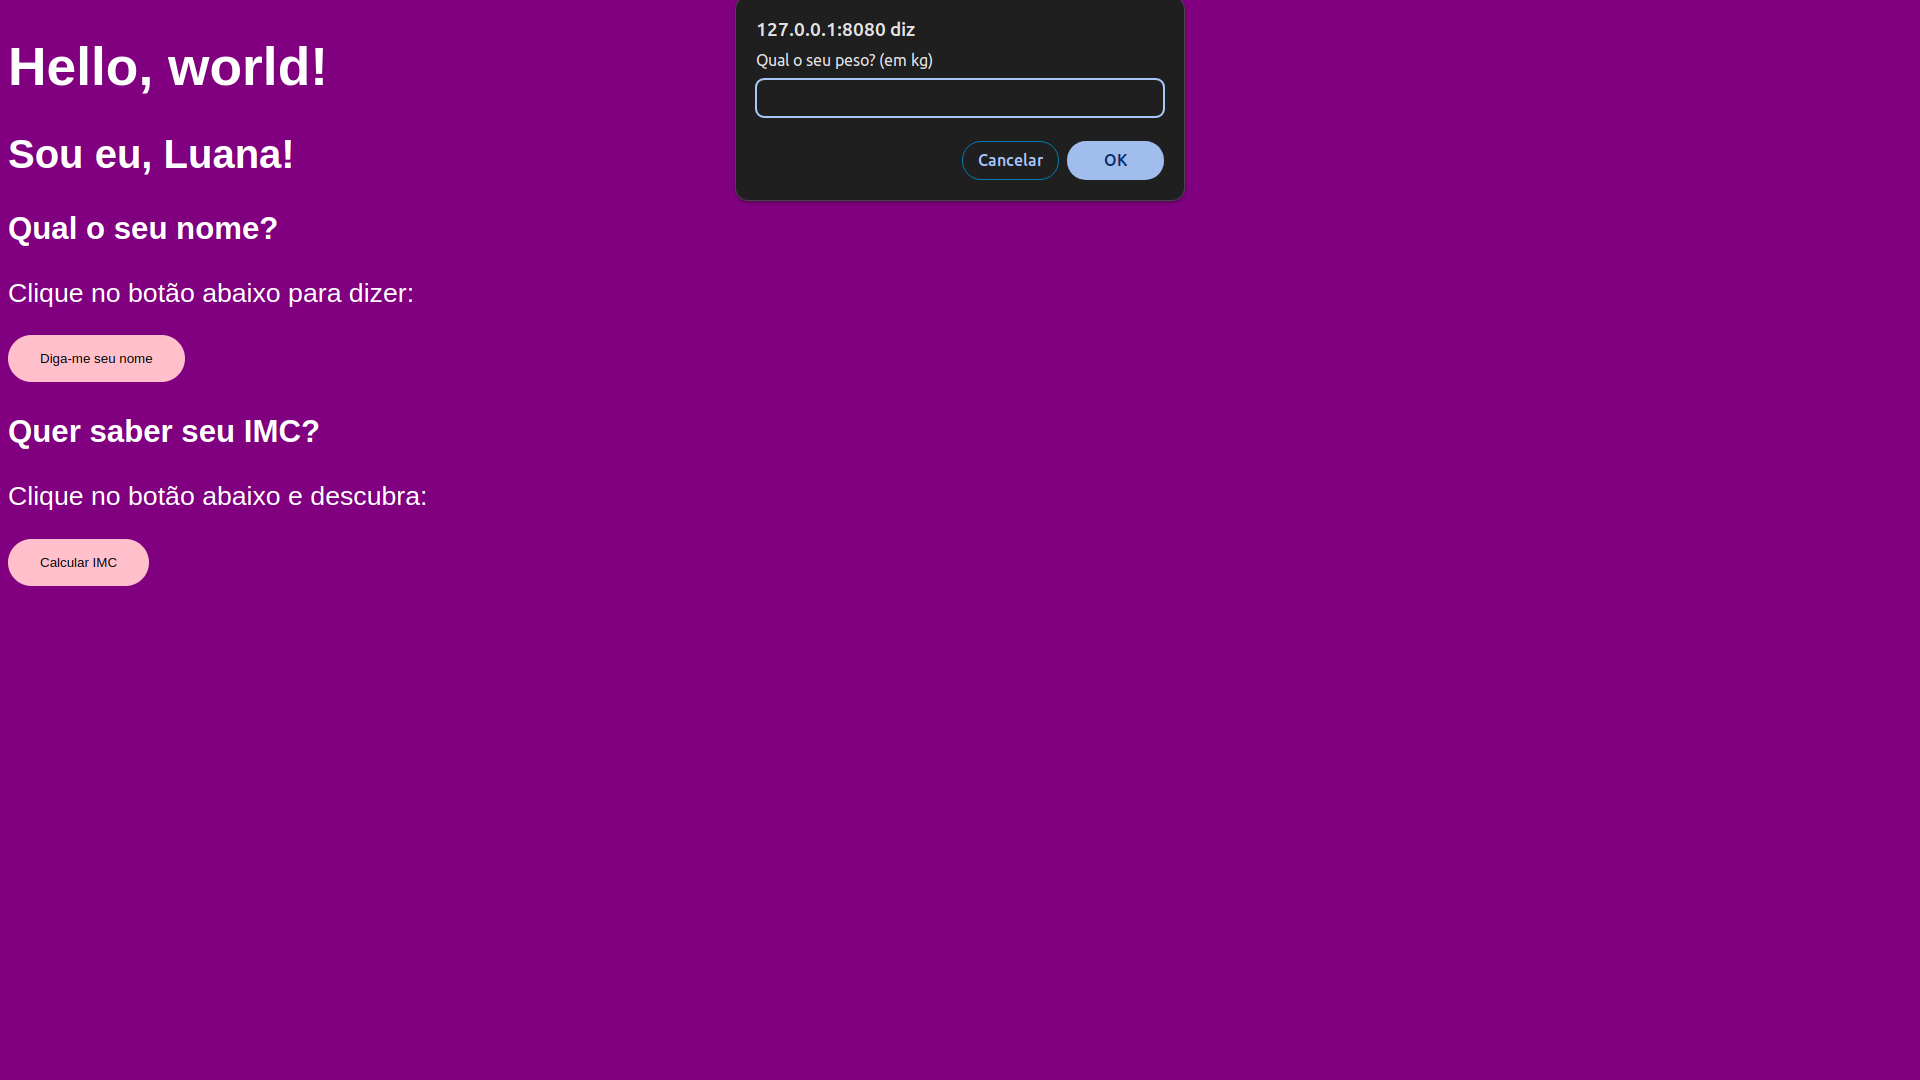 Hello, world!
Sou eu, Luana!
Qual o seu nome?
Clique no botão abaixo para dizer:
Diga-me seu nome
Quer saber seu IMC?
Clique no botão abaixo e descubra:
Calcular IMC
127.0.0.1:8080 diz
Qual o seu peso? (em kg)
Cancelar
OK